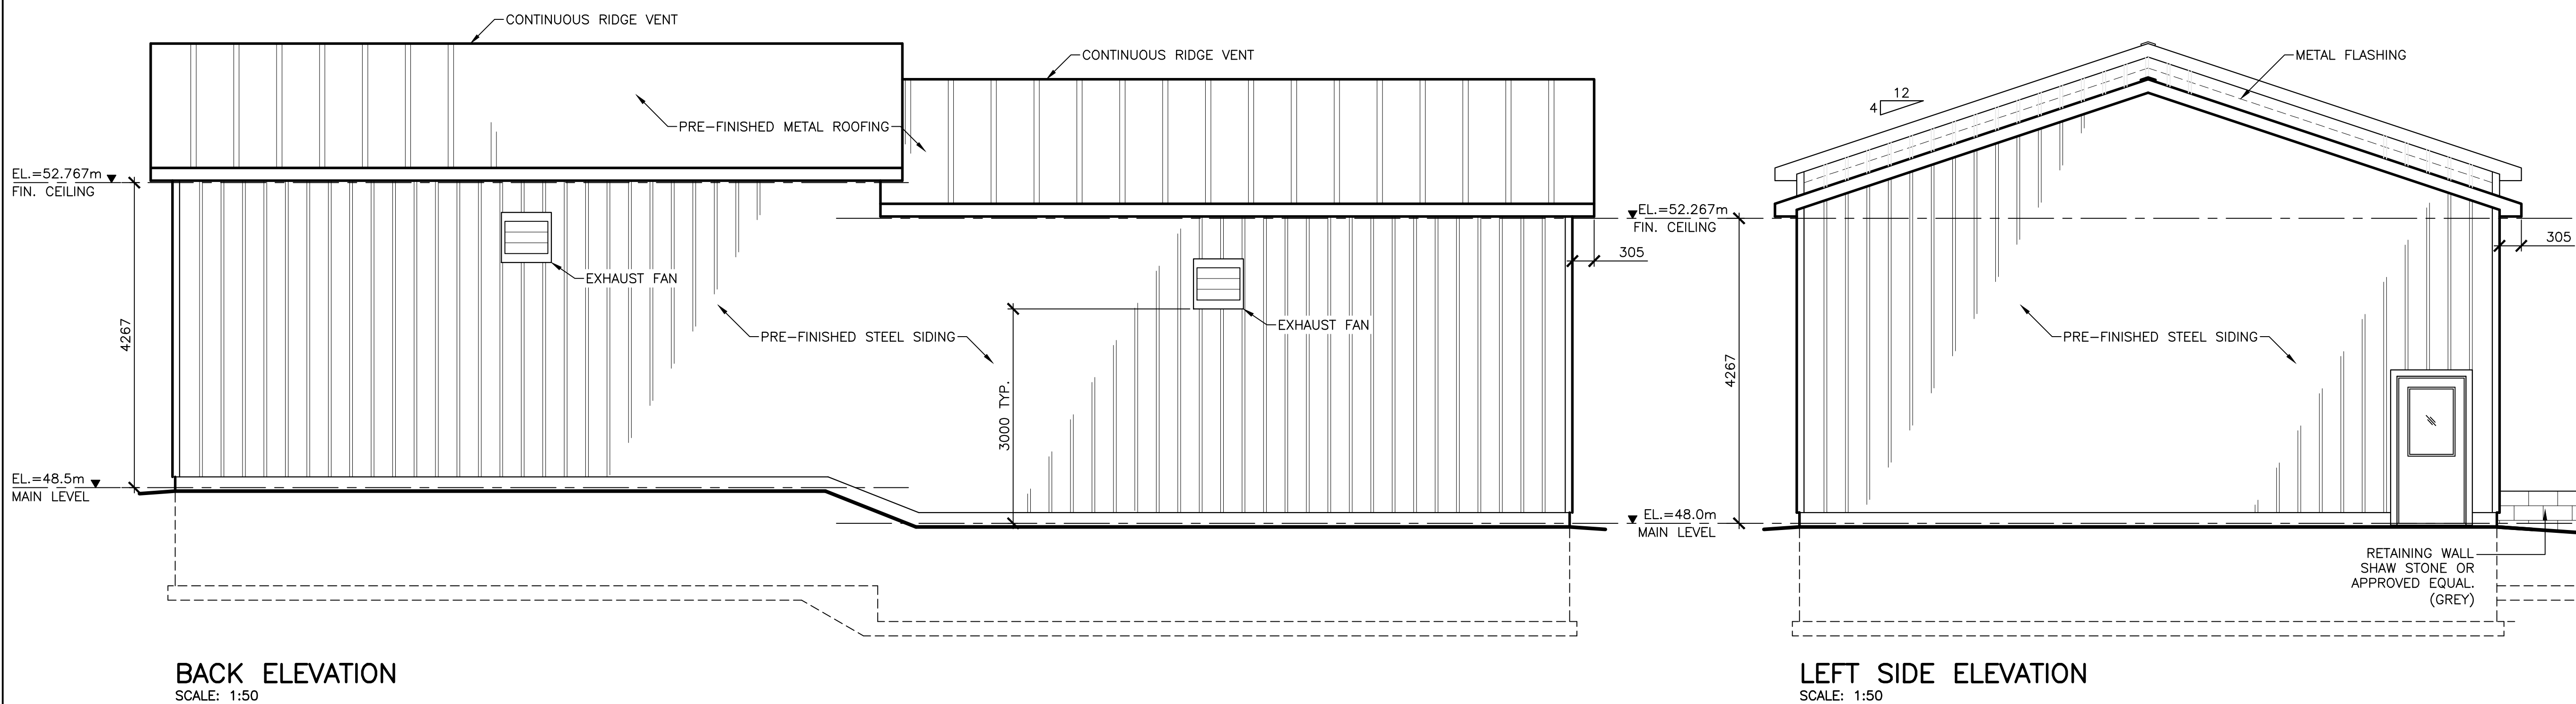 CONTINUOUS RIDGE VENT
CONTINUOUS RIDGE VENT
PRE-FINISHED METAL ROOFING
EL.=52.767m
FIN. CEILING
EXHAUST FAN
PRE-FINISHED STEEL SIDING
4267
EL.=48.5m
MAIN LEVEL
EXHAUST FAN
3000 TYP.
305
EL.=52.267m
FIN. CEILING
4267
EL.=48.0m
MAIN LEVEL
BACK ELEVATION
SCALE: 1:50
12
4
METAL FLASHING
305
PRE-FINISHED STEEL SIDING
RETAINING WALL
SHAW STONE OR
APPROVED EQUAL.
(GREY)
LEFT SIDE ELEVATION
SCALE: 1:50